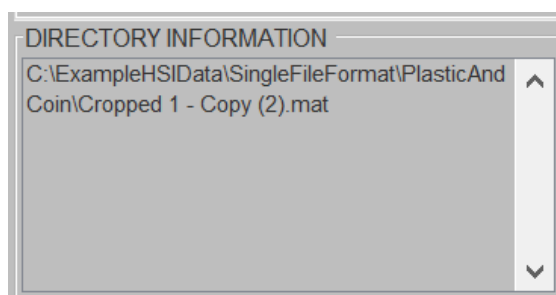 DIRECTORY INFORMATION
C:\ExampleHSIData\SingleFileFormat\PlasticAnd
Coin\Cropped 1 - Copy (2).mat